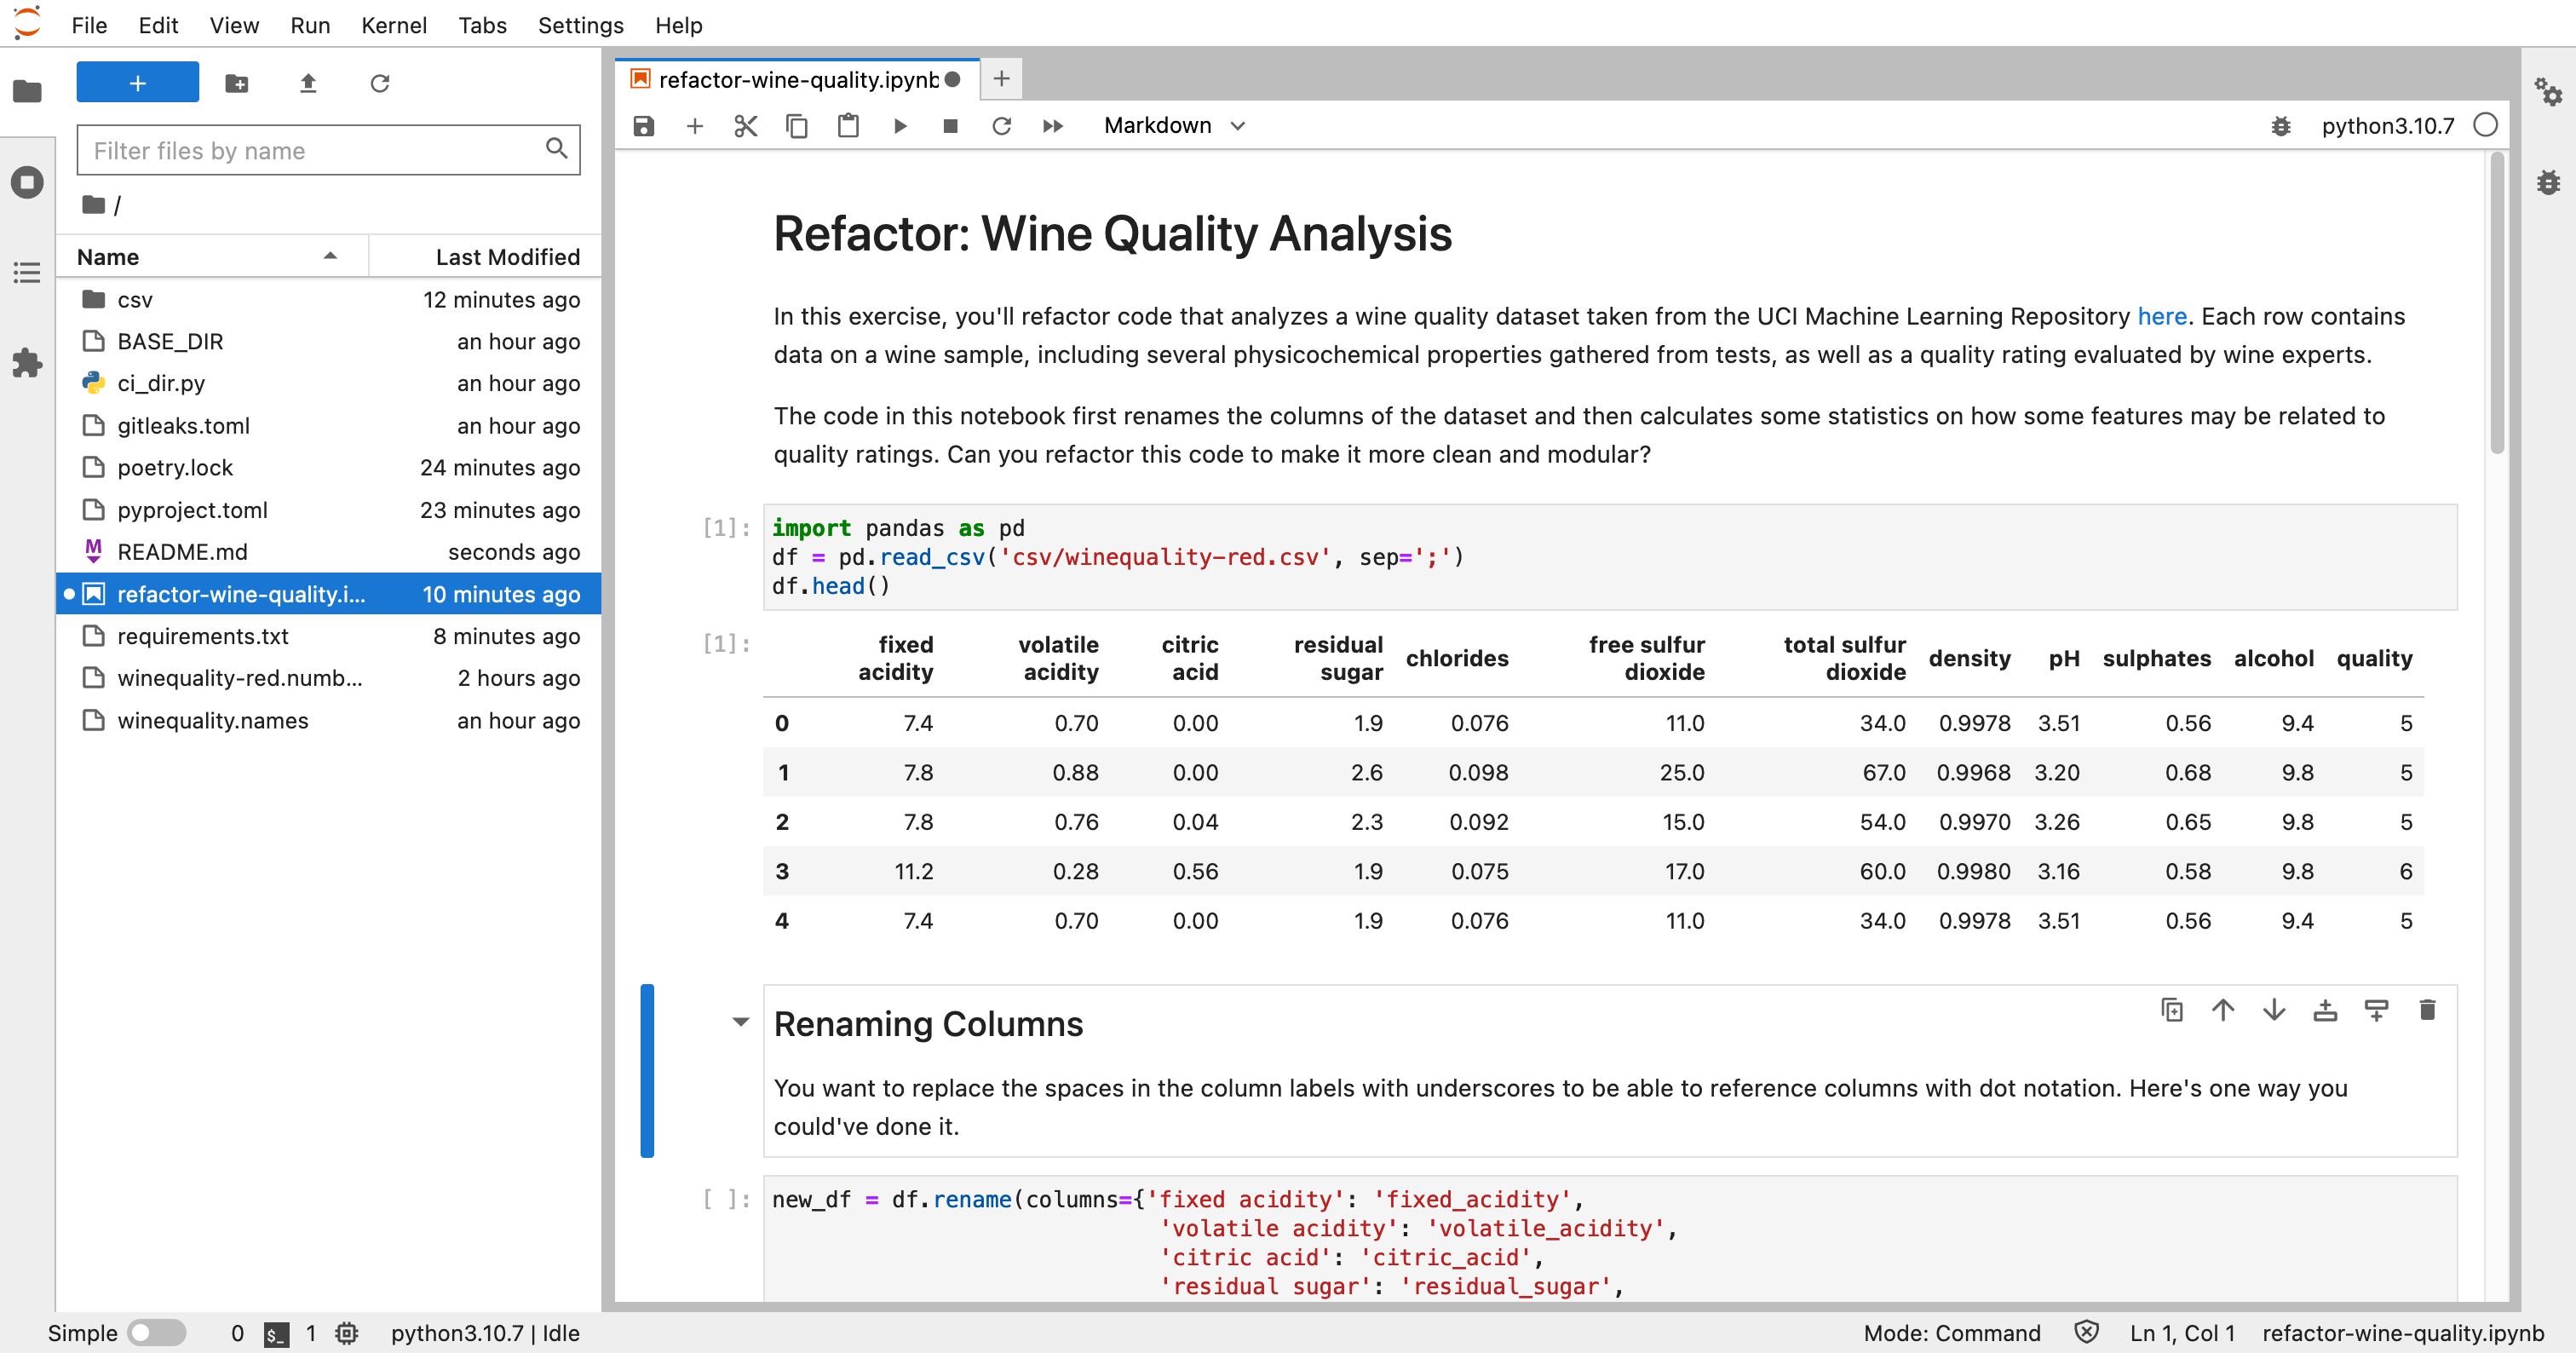 File Edit View Run Kernel Tabs Settings Help
+
Filter files by name
/
Name Last Modified
csv 12 minutes ago
BASE_DIR an hour ago
ci_dir.py an hour ago
gitleaks.toml an hour ago
poetry.lock 24 minutes ago
pyproject.toml 23 minutes ago
README.md seconds ago
refactor-wine-quality.i... 10 minutes ago
requirements.txt 8 minutes ago
winequality-red.numb... 2 hours ago
winequality.names an hour ago
refactor-wine-quality.ipynb
Markdown python3.10.7
Refactor: Wine Quality Analysis
In this exercise, you'll refactor code that analyzes a wine quality dataset taken from the UCI Machine Learning Repository here. Each row contains
data on a wine sample, including several physicochemical properties gathered from tests, as well as a quality rating evaluated by wine experts.
The code in this notebook first renames the columns of the dataset and then calculates some statistics on how some features may be related to
quality ratings. Can you refactor this code to make it more clean and modular?
[1]: import pandas as pd
df = pd.read_csv('csv/winequality-red.csv', sep=';')
df.head()
[1]: fixed acidity volatile acidity citric acid residual sugar chlorides free sulfur dioxide total sulfur dioxide density pH sulphates alcohol quality
0 7.4 0.70 0.00 1.9 0.076 11.0 34.0 0.9978 3.51 0.56 9.4 5
1 7.8 0.88 0.00 2.6 0.098 25.0 67.0 0.9968 3.20 0.68 9.8 5
2 7.8 0.76 0.04 2.3 0.092 15.0 54.0 0.9970 3.26 0.65 9.8 5
3 11.2 0.28 0.56 1.9 0.075 17.0 60.0 0.9980 3.16 0.58 9.8 6
4 7.4 0.70 0.00 1.9 0.076 11.0 34.0 0.9978 3.51 0.56 9.4 5
Renaming Columns
You want to replace the spaces in the column labels with underscores to be able to reference columns with dot notation. Here's one way you
could've done it.
[ ]: new_df = df.rename(columns={'fixed acidity': 'fixed_acidity',
'volatile acidity': 'volatile_acidity',
'citric acid': 'citric_acid',
'residual sugar': 'residual_sugar',
Simple 0 $_ 1 python3.10.7 | Idle Mode: Command Ln 1, Col 1 refactor-wine-quality.ipynb